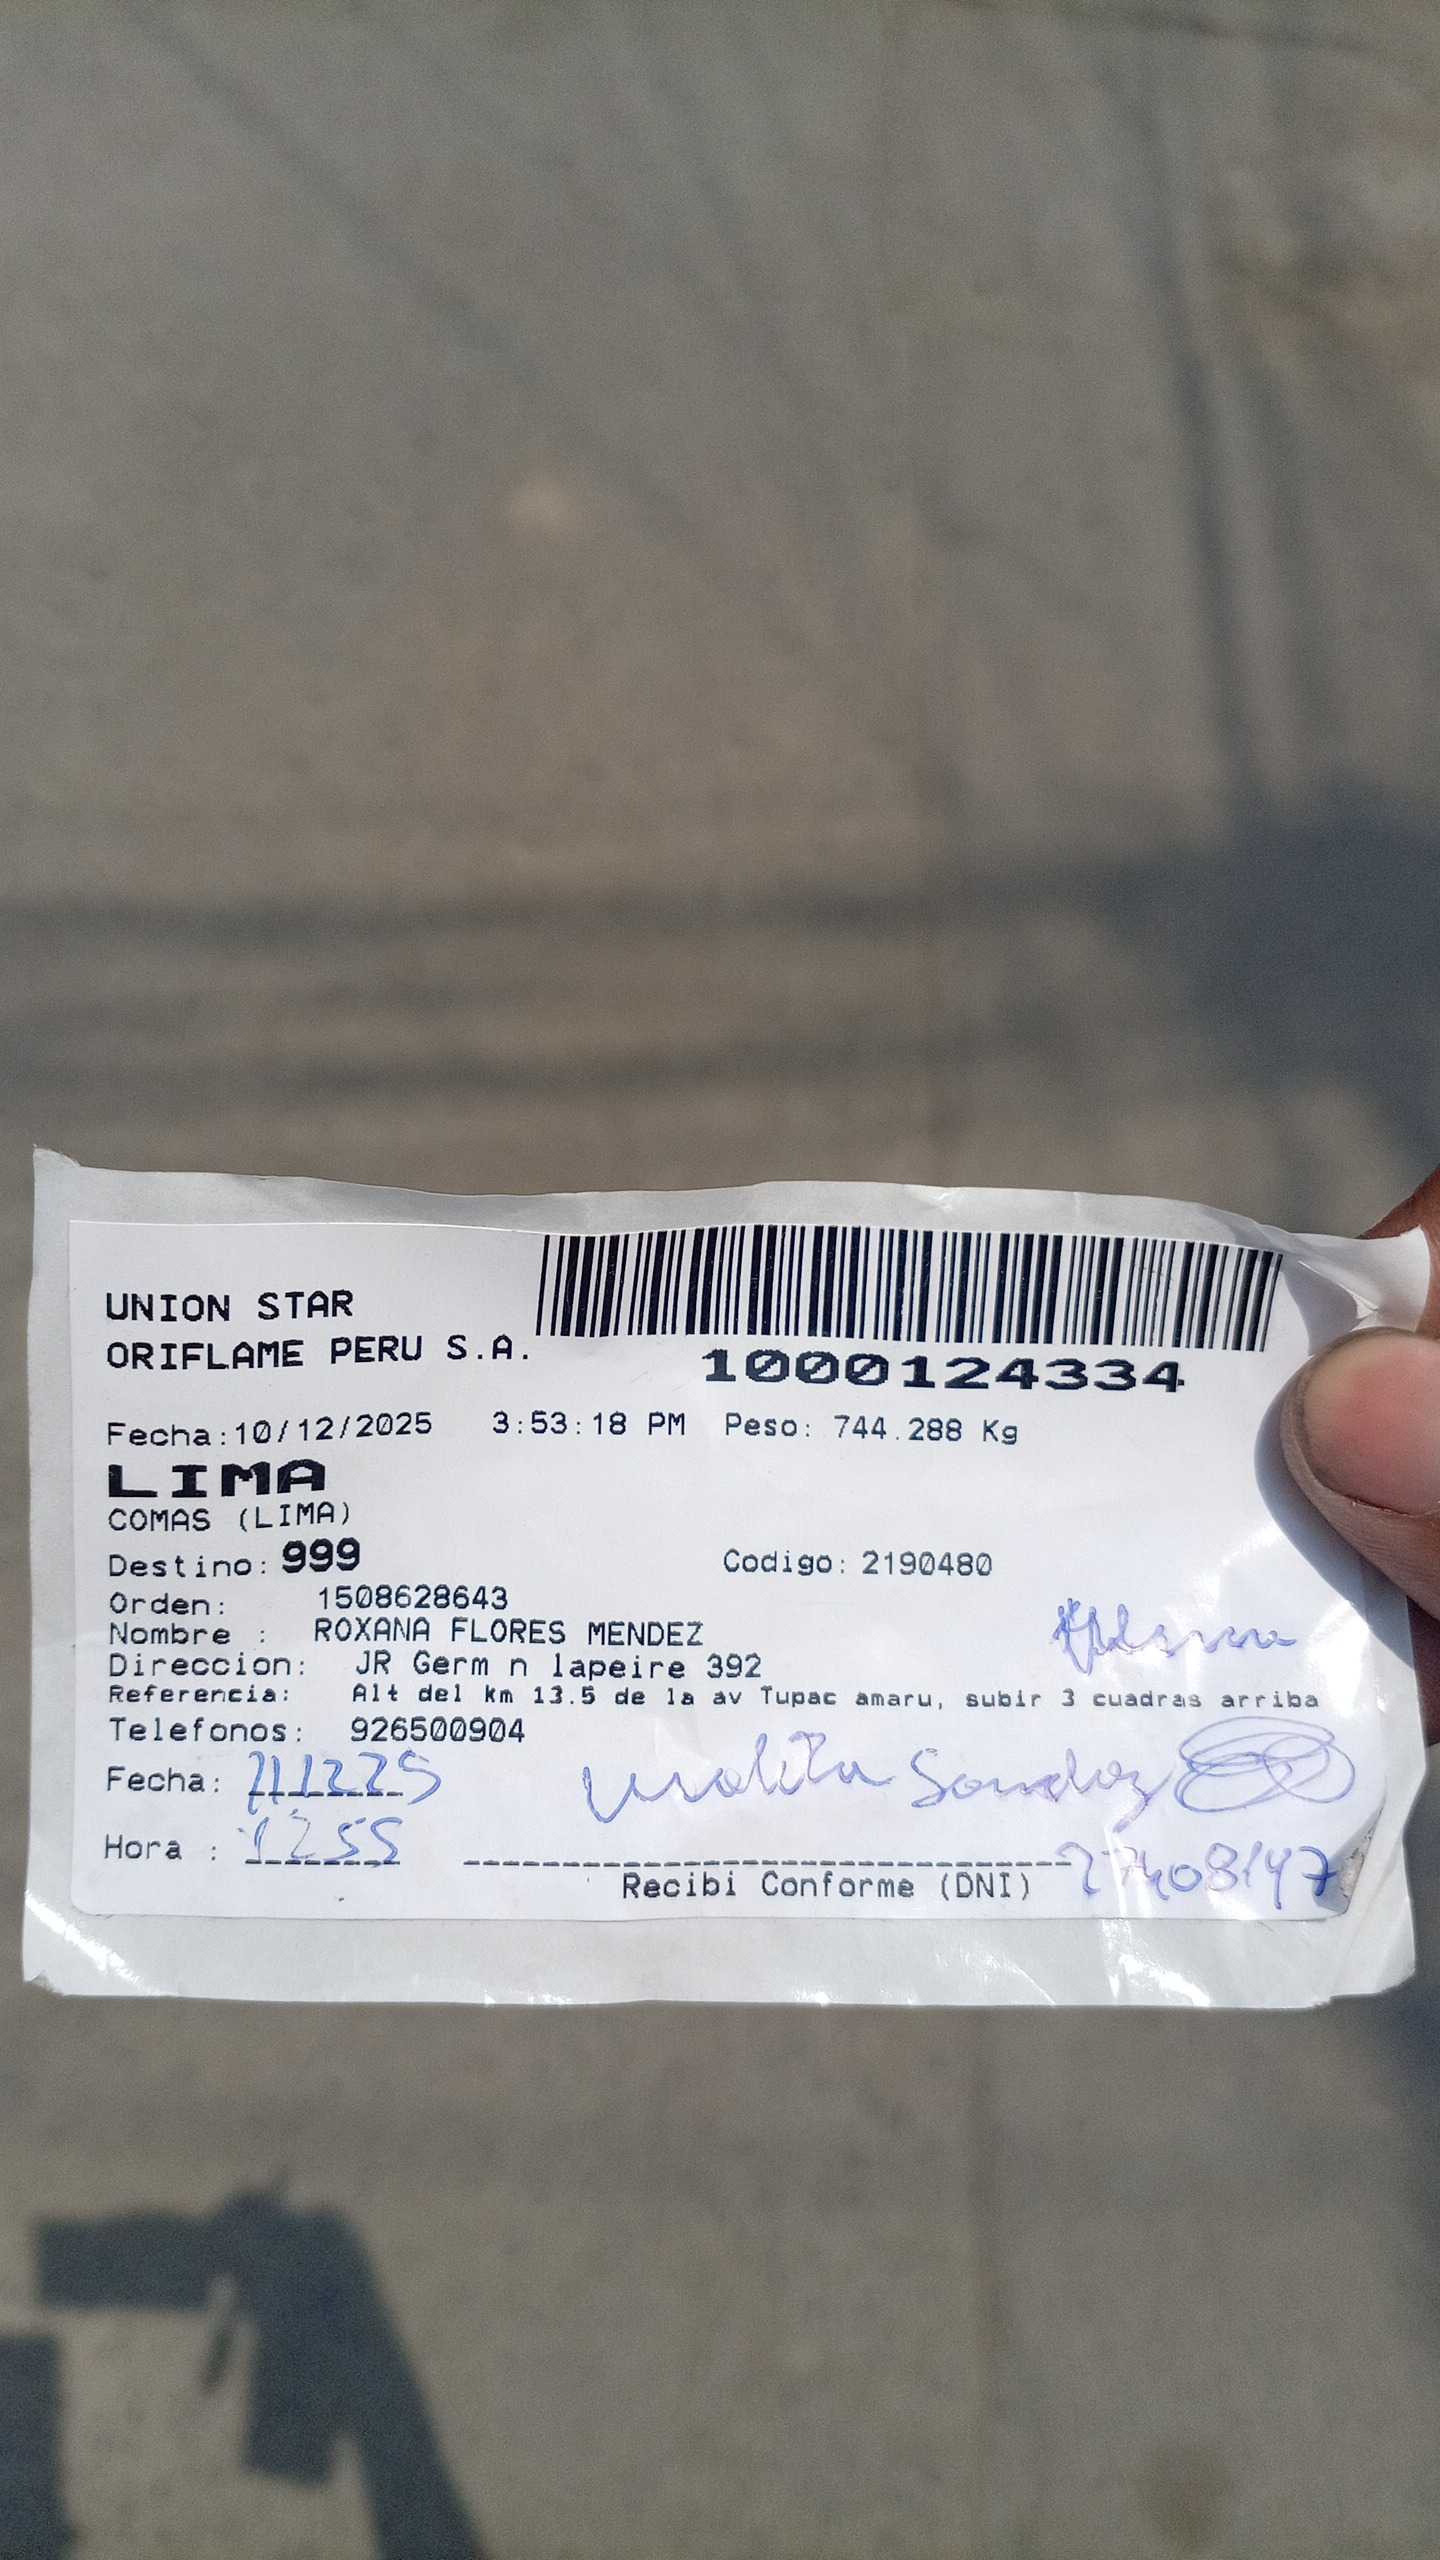 UNION STAR
ORIFLAME PERU S.A.
1000124334
Fecha:10/12/2025 3:53:18 PM Peso: 744.288 Kg
LIMA
COMAS (LIMA)
Destino: 999 Codigo: 2190480
Orden: 1508628643
Nombre : ROXANA FLORES MENDEZ
Direccion: JR Germ n lapeire 392
Referencia: Alt del km 13.5 de la av Tupac amaru, subir 3 cuadras arriba
Telefonos: 926500904
Fecha: 111225
Hora : 1255
Recibi Conforme (DNI) 27408147